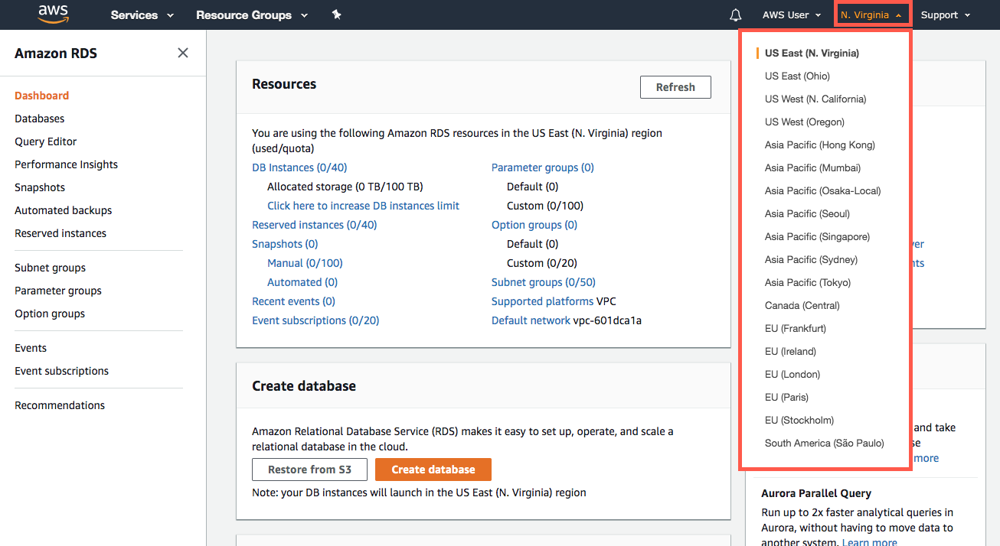 aws
Services
Resource Groups
AWS User
N. Virginia
Support
Amazon RDS
Dashboard
Databases
Query Editor
Performance Insights
Snapshots
Automated backups
Reserved instances
Subnet groups
Parameter groups
Option groups
Events
Event subscriptions
Recommendations
Resources
Refresh
You are using the following Amazon RDS resources in the US East (N. Virginia) region
(used/quota)
DB Instances (0/40)
Allocated storage (0 TB/100 TB)
Click here to increase DB instances limit
Reserved instances (0/40)
Snapshots (0)
Manual (0/100)
Automated (0)
Recent events (0)
Event subscriptions (0/20)
Parameter groups (0)
Default (0)
Custom (0/100)
Option groups (0)
Default (0)
Custom (0/20)
Subnet groups (0/50)
Supported platforms VPC
Default network vpc-601dca1a
Create database
Amazon Relational Database Service (RDS) makes it easy to set up, operate, and scale a
relational database in the cloud.
Restore from S3
Create database
Note: your DB instances will launch in the US East (N. Virginia) region
US East (N. Virginia)
US East (Ohio)
US West (N. California)
US West (Oregon)
Asia Pacific (Hong Kong)
Asia Pacific (Mumbai)
Asia Pacific (Osaka-Local)
Asia Pacific (Seoul)
Asia Pacific (Singapore)
Asia Pacific (Sydney)
Asia Pacific (Tokyo)
Canada (Central)
EU (Frankfurt)
EU (Ireland)
EU (London)
EU (Paris)
EU (Stockholm)
South America (São Paulo)
and take
more
Aurora Parallel Query
Run up to 2x faster analytical queries in
Aurora, without having to move data to
another system. Learn more